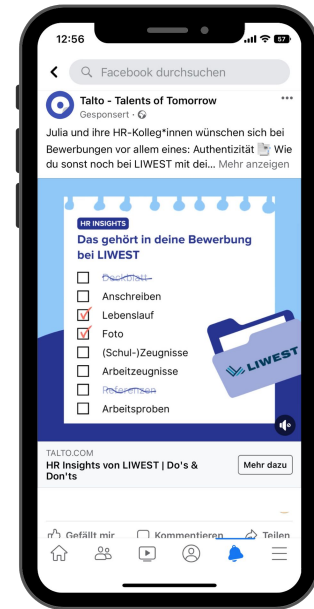 12:56
57
Facebook durchsuchen
Talto - Talents of Tomorrow
Gesponsert ·
Julia und ihre HR-Kolleg*innen wünschen sich bei
Bewerbungen vor allem eines: Authentizität Wie
du sonst noch bei LIWEST mit dei... Mehr anzeigen
HR INSIGHTS
Das gehört in deine Bewerbung
bei LIWEST
Deckblatt
Anschreiben
Lebenslauf
Foto
(Schul-)Zeugnisse
Arbeitzeugnisse
Referenzen
Arbeitsproben
LIWEST
TALTO.COM
HR Insights von LIWEST | Do's &
Don'ts
Mehr dazu
Gefällt mir
Kommentieren
Teilen